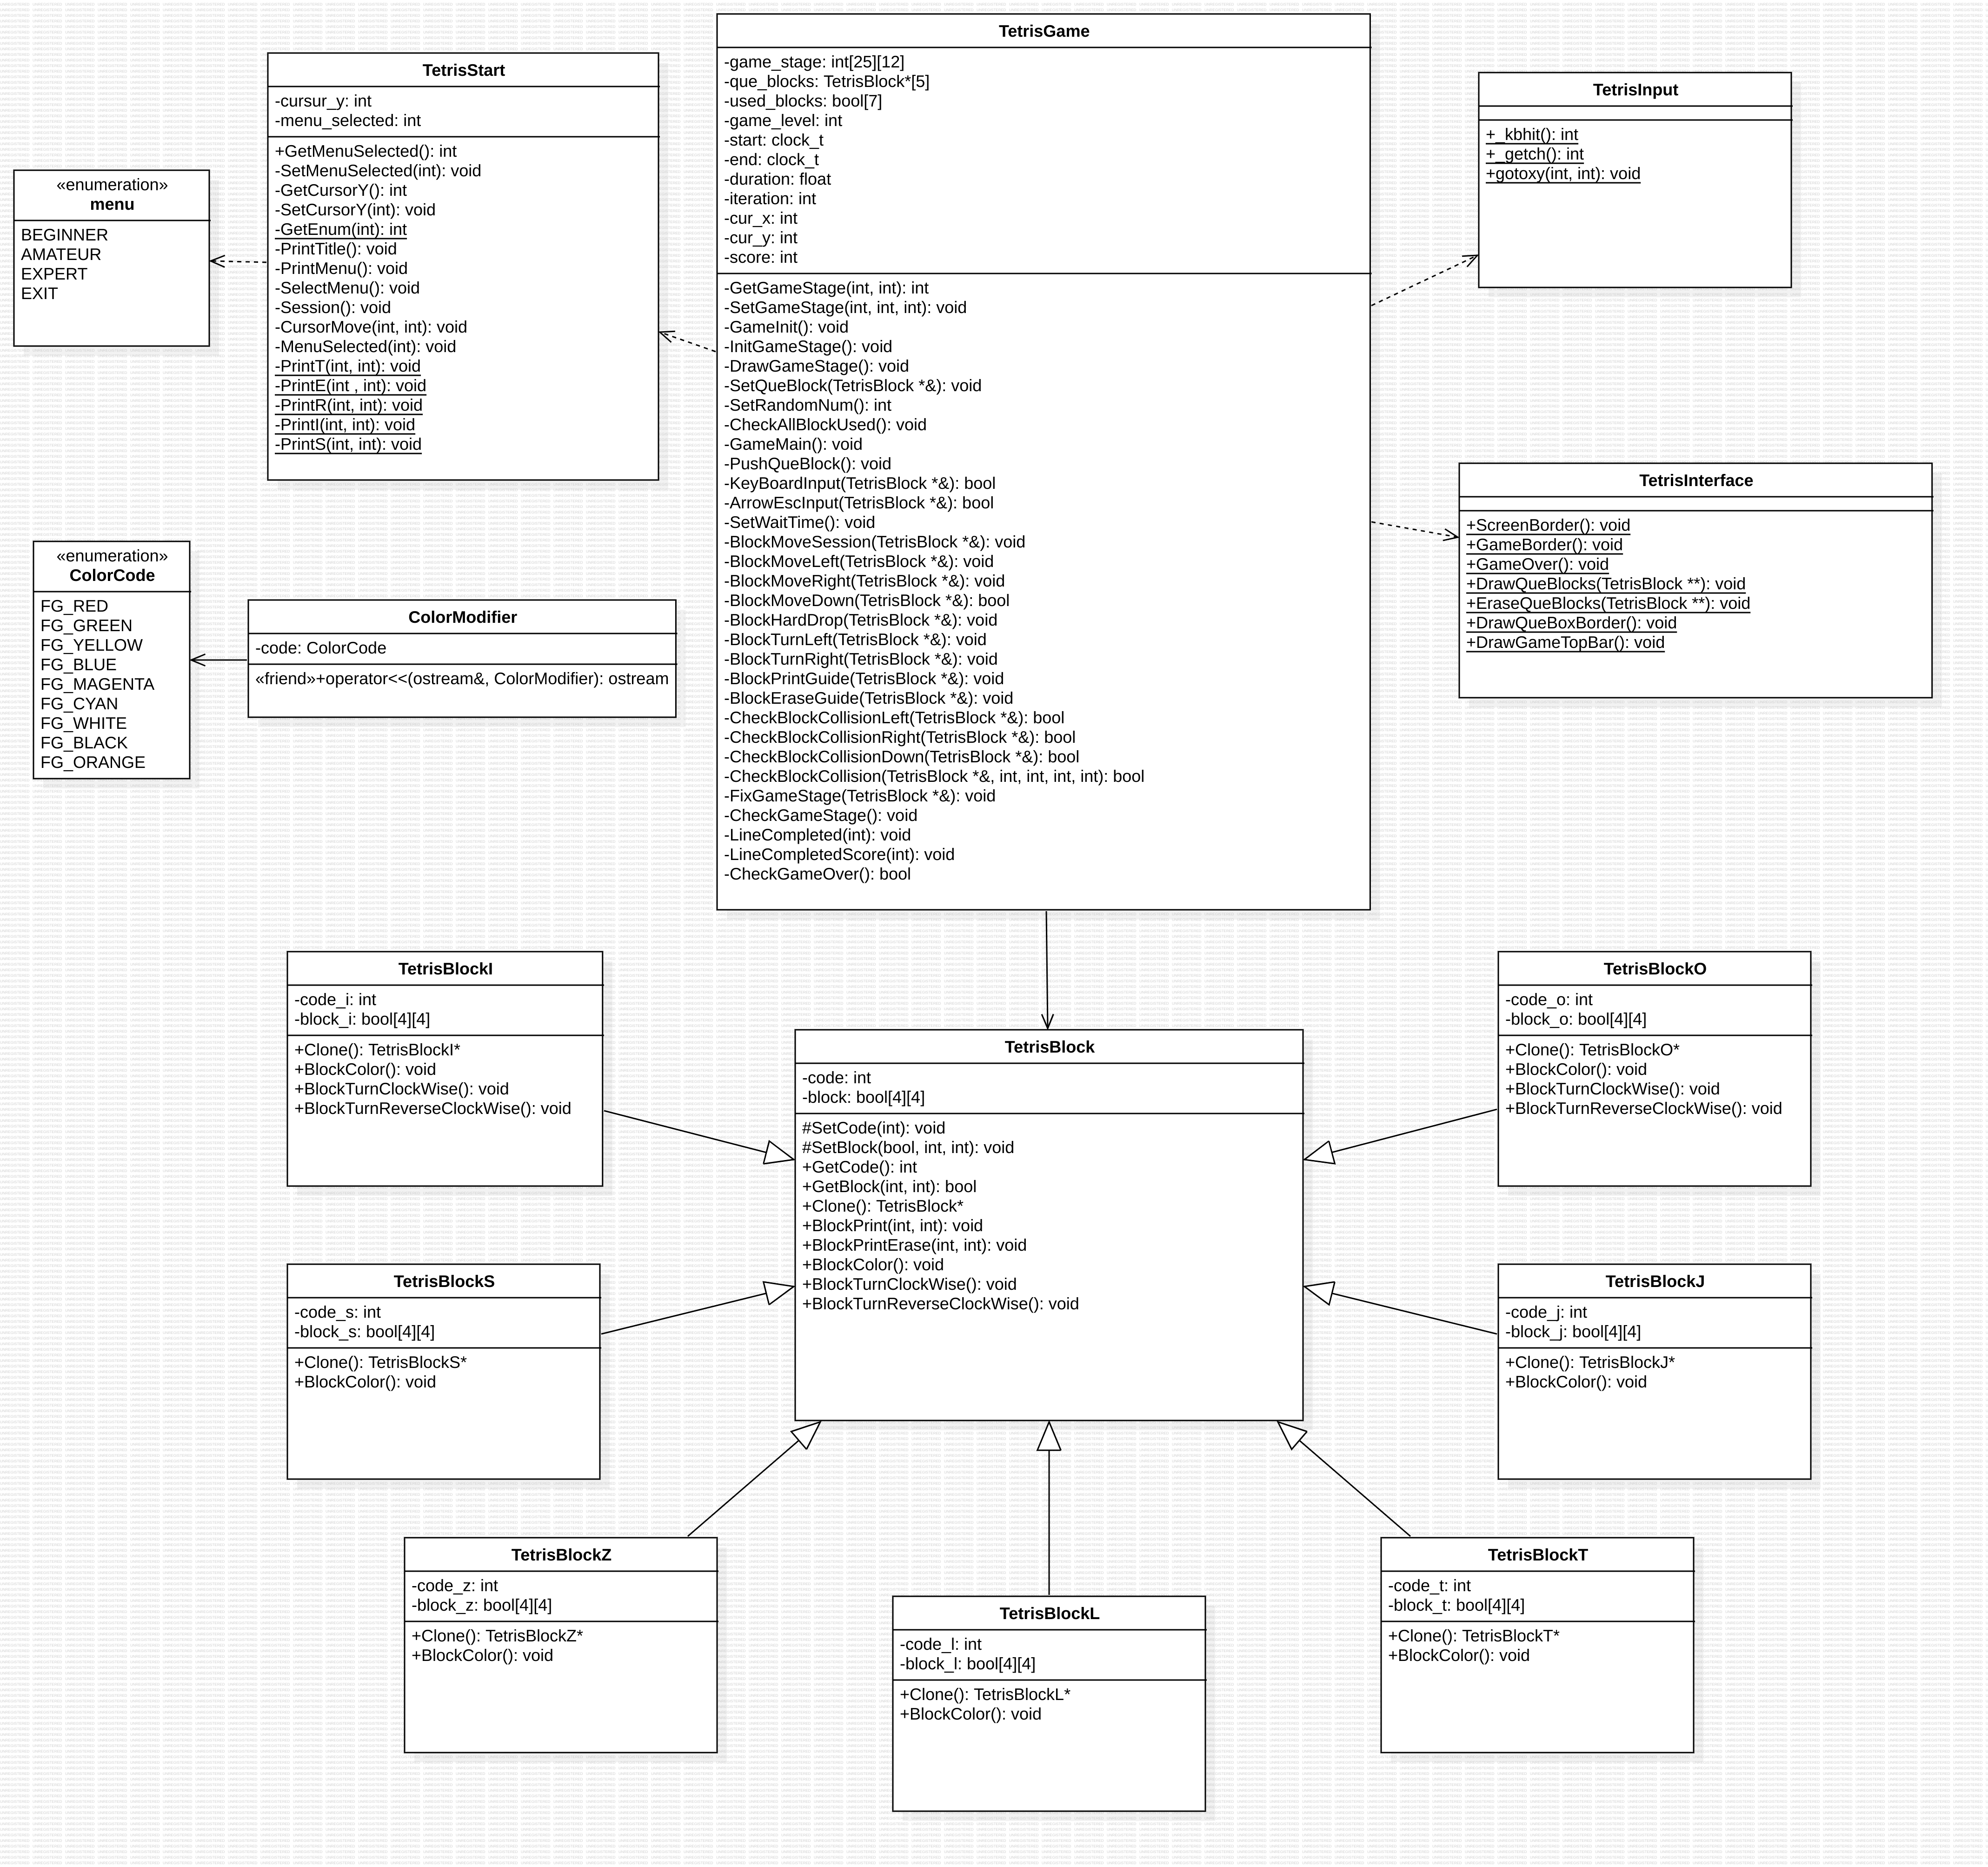 TetrisGame
-game_stage: int[25][12]
-que_blocks: TetrisBlock*[5]
-used_blocks: bool[7]
-game_level: int
-start: clock_t
-end: clock_t
-duration: float
-iteration: int
-cur_x: int
-cur_y: int
-score: int
-GetGameStage(int, int): int
-SetGameStage(int, int, int): void
-GameInit(): void
-InitGameStage(): void
-DrawGameStage(): void
-SetQueBlock(TetrisBlock *&): void
-SetRandomNum(): int
-CheckAllBlockUsed(): void
-GameMain(): void
-PushQueBlock(): void
-KeyBoardInput(TetrisBlock *&): bool
-ArrowEscInput(TetrisBlock *&): bool
-SetWaitTime(): void
-BlockMoveSession(TetrisBlock *&): void
-BlockMoveLeft(TetrisBlock *&): void
-BlockMoveRight(TetrisBlock *&): void
-BlockMoveDown(TetrisBlock *&): bool
-BlockHardDrop(TetrisBlock *&): void
-BlockTurnLeft(TetrisBlock *&): void
-BlockTurnRight(TetrisBlock *&): void
-BlockPrintGuide(TetrisBlock *&): void
-BlockEraseGuide(TetrisBlock *&): void
-CheckBlockCollisionLeft(TetrisBlock *&): bool
-CheckBlockCollisionRight(TetrisBlock *&): bool
-CheckBlockCollisionDown(TetrisBlock *&): bool
-CheckBlockCollision(TetrisBlock *&, int, int, int, int): bool
-FixGameStage(TetrisBlock *&): void
-CheckGameStage(): void
-LineCompleted(int): void
-LineCompletedScore(int): void
-CheckGameOver(): bool
TetrisStart
-cursur_y: int
-menu_selected: int
+GetMenuSelected(): int
-SetMenuSelected(int): void
-GetCursorY(): int
-SetCursorY(int): void
-GetEnum(int): int
-PrintTitle(): void
-PrintMenu(): void
-SelectMenu(): void
-Session(): void
-CursorMove(int, int): void
-MenuSelected(int): void
-PrintT(int, int): void
-PrintE(int , int): void
-PrintR(int, int): void
-PrintI(int, int): void
-PrintS(int, int): void
«enumeration»
menu
BEGINNER
AMATEUR
EXPERT
EXIT
TetrisInput
+_kbhit(): int
+_getch(): int
+gotoxy(int, int): void
TetrisInterface
+ScreenBorder(): void
+GameBorder(): void
+GameOver(): void
+DrawQueBlocks(TetrisBlock **): void
+EraseQueBlocks(TetrisBlock **): void
+DrawQueBoxBorder(): void
+DrawGameTopBar(): void
«enumeration»
ColorCode
FG_RED
FG_GREEN
FG_YELLOW
FG_BLUE
FG_MAGENTA
FG_CYAN
FG_WHITE
FG_BLACK
FG_ORANGE
ColorModifier
-code: ColorCode
«friend»+operator<<(ostream&, ColorModifier): ostream
TetrisBlockI
-code_i: int
-block_i: bool[4][4]
+Clone(): TetrisBlockI*
+BlockColor(): void
+BlockTurnClockWise(): void
+BlockTurnReverseClockWise(): void
TetrisBlockO
-code_o: int
-block_o: bool[4][4]
+Clone(): TetrisBlockO*
+BlockColor(): void
+BlockTurnClockWise(): void
+BlockTurnReverseClockWise(): void
TetrisBlock
-code: int
-block: bool[4][4]
#SetCode(int): void
#SetBlock(bool, int, int): void
+GetCode(): int
+GetBlock(int, int): bool
+Clone(): TetrisBlock*
+BlockPrint(int, int): void
+BlockPrintErase(int, int): void
+BlockColor(): void
+BlockTurnClockWise(): void
+BlockTurnReverseClockWise(): void
TetrisBlockS
-code_s: int
-block_s: bool[4][4]
+Clone(): TetrisBlockS*
+BlockColor(): void
TetrisBlockJ
-code_j: int
-block_j: bool[4][4]
+Clone(): TetrisBlockJ*
+BlockColor(): void
TetrisBlockZ
-code_z: int
-block_z: bool[4][4]
+Clone(): TetrisBlockZ*
+BlockColor(): void
TetrisBlockL
-code_l: int
-block_l: bool[4][4]
+Clone(): TetrisBlockL*
+BlockColor(): void
TetrisBlockT
-code_t: int
-block_t: bool[4][4]
+Clone(): TetrisBlockT*
+BlockColor(): void